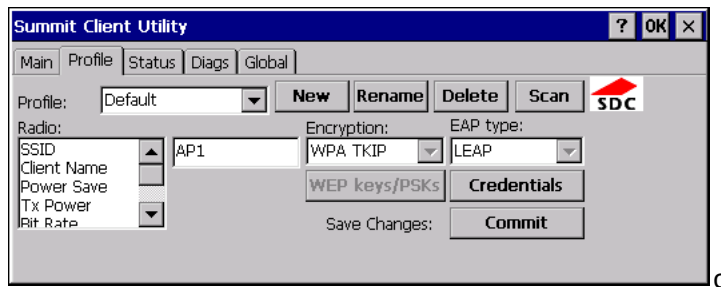 Summit Client Utility ? OK ×
Main Profile Status Diags Global
Profile: Default New Rename Delete Scan SDC
Radio: Encryption: EAP type:
SSID AP1 WPA TKIP LEAP
Client Name
Power Save WEP keys/PSKs Credentials
Tx Power
Bit Rate Save Changes: Commit